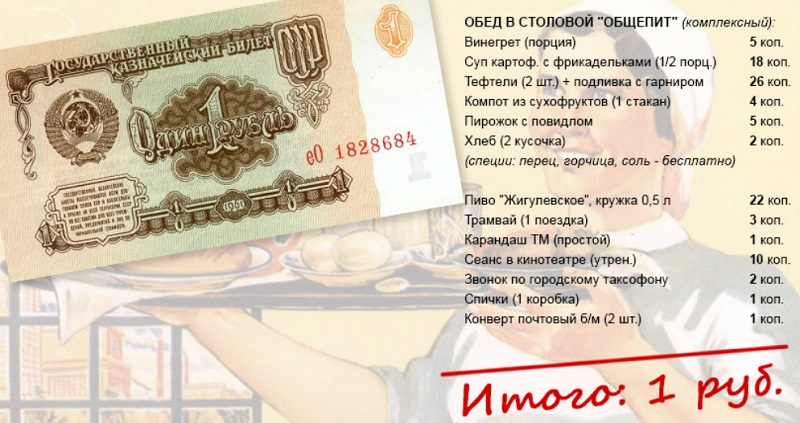 ГОСУДАРСТВЕННЫЙ
КАЗНАЧЕЙСКИЙ БИЛЕТ
СССР
1
1
ОДИН РУБЛЬ
еО 1828684
1961
1
1
1
1
ОБЕД В СТОЛОВОЙ "ОБЩЕПИТ" (комплексный):
Винегрет (порция) 5 коп.
Суп картоф. с фрикадельками (1/2 порц.) 18 коп.
Тефтели (2 шт.) + подливка с гарниром 26 коп.
Компот из сухофруктов (1 стакан) 4 коп.
Пирожок с повидлом 5 коп.
Хлеб (2 кусочка) 2 коп.
(специи: перец, горчица, соль - бесплатно)
Пиво "Жигулевское", кружка 0,5 л 22 коп.
Трамвай (1 поездка) 3 коп.
Карандаш ТМ (простой) 1 коп.
Сеанс в кинотеатре (утрен.) 10 коп.
Звонок по городскому таксофону 2 коп.
Спички (1 коробка) 1 коп.
Конверт почтовый б/м (2 шт.) 1 коп.
Итого: 1 руб.